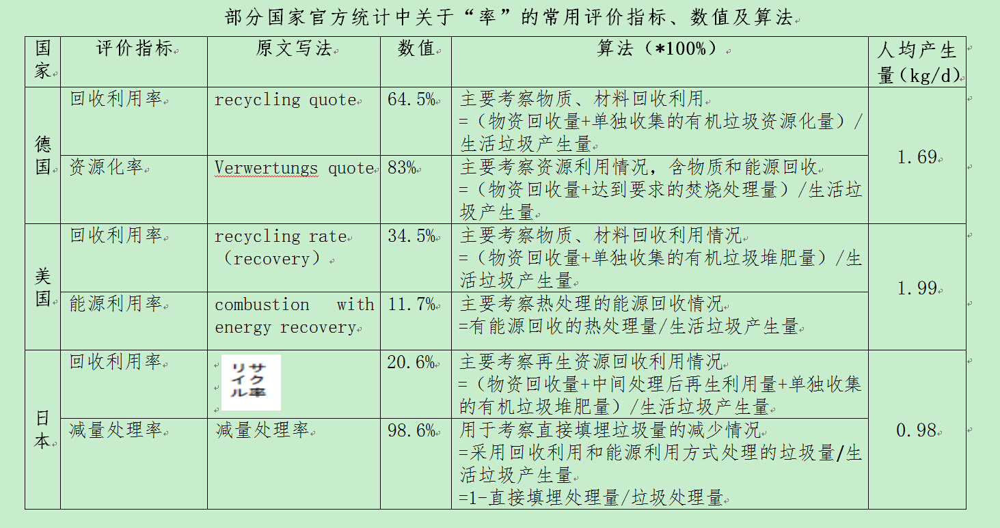 部分国家官方统计中关于“率”的常用评价指标、数值及算法
国家
评价指标
原文写法
数值
算法（*100%）
人均产生
量（kg/d）
德国
回收利用率
recycling quote
64.5%
主要考察物质、材料回收利用
=（物资回收量+单独收集的有机垃圾资源化量）/
生活垃圾产生量
1.69
资源化率
Verwertungs quote
83%
主要考察资源利用情况，含物质和能源回收
=（物资回收量+达到要求的焚烧处理量）/生活垃
圾产生量
美国
回收利用率
recycling rate
（recovery）
34.5%
主要考察物质、材料回收利用情况
=（物资回收量+单独收集的有机垃圾堆肥量）/生
活垃圾产生量
1.99
能源利用率
combustion with
energy recovery
11.7%
主要考察热处理的能源回收情况
=有能源回收的热处理量/生活垃圾产生量
日本
回收利用率
リサ
イク
ル率
20.6%
主要考察再生资源回收利用情况
=（物资回收量+中间处理后再生利用量+单独收集
的有机垃圾堆肥量）/生活垃圾产生量
0.98
减量处理率
减量处理率
98.6%
用于考察直接填埋垃圾量的减少情况
=采用回收利用和能源利用方式处理的垃圾量/生
活垃圾产生量
=1-直接填埋处理量/垃圾处理量